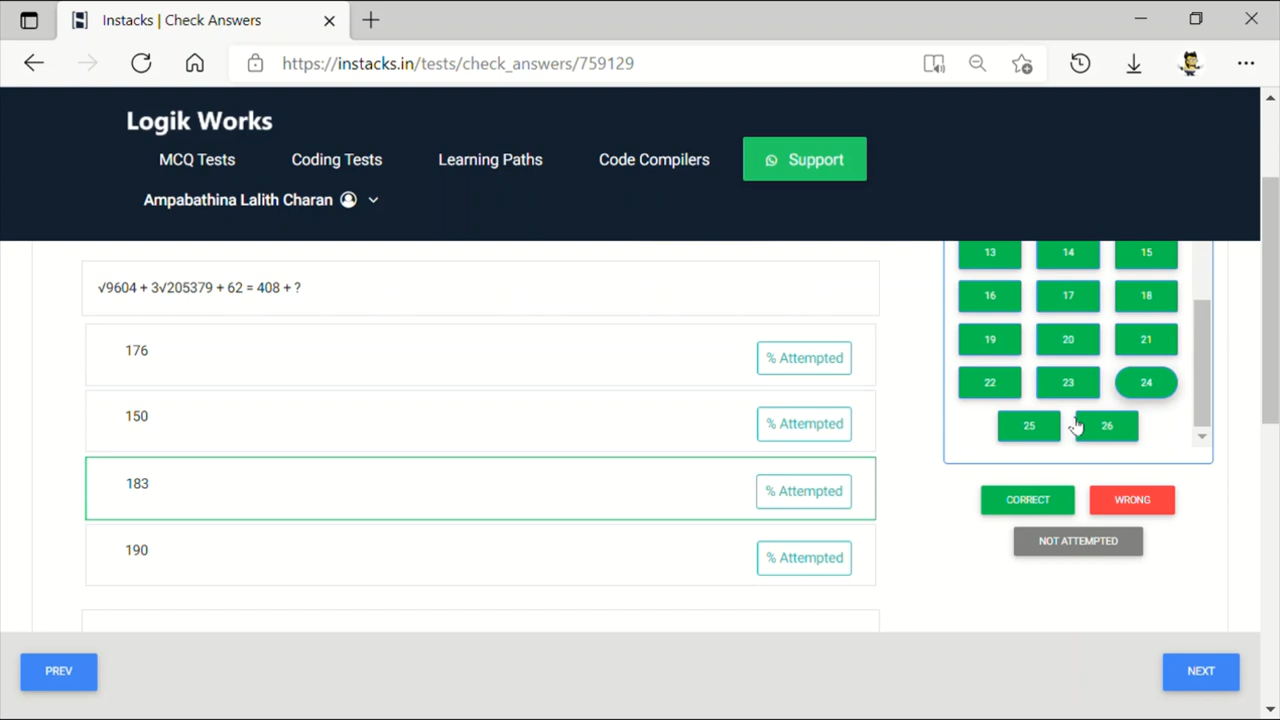 Instacks | Check Answers
https://instacks.in/tests/check_answers/759129
Logik Works
MCQ Tests Coding Tests Learning Paths Code Compilers Support
Ampabathina Lalith Charan
√9604 + 3√205379 + 62 = 408 + ?
176 % Attempted
150 % Attempted
183 % Attempted
190 % Attempted
13 14 15
16 17 18
19 20 21
22 23 24
25 26
CORRECT WRONG
NOT ATTEMPTED
PREV NEXT